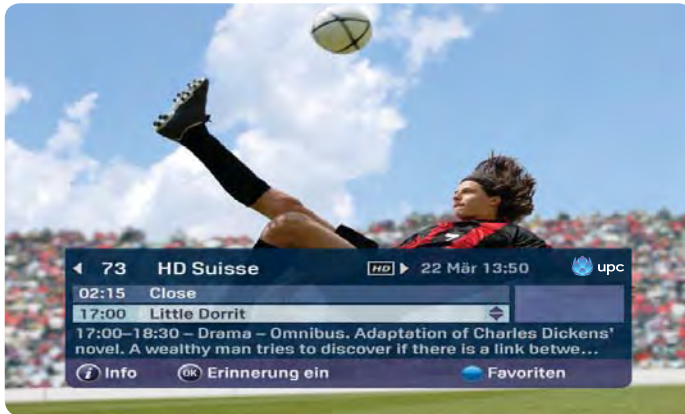 73 HD Suisse HD 22 Mär 13:50 upc
02:15 Close
17:00 Little Dorrit
17:00–18:30 – Drama – Omnibus. Adaptation of Charles Dickens'
novel. A wealthy man tries to discover if there is a link betwe...
i Info OK Erinnerung ein Favoriten